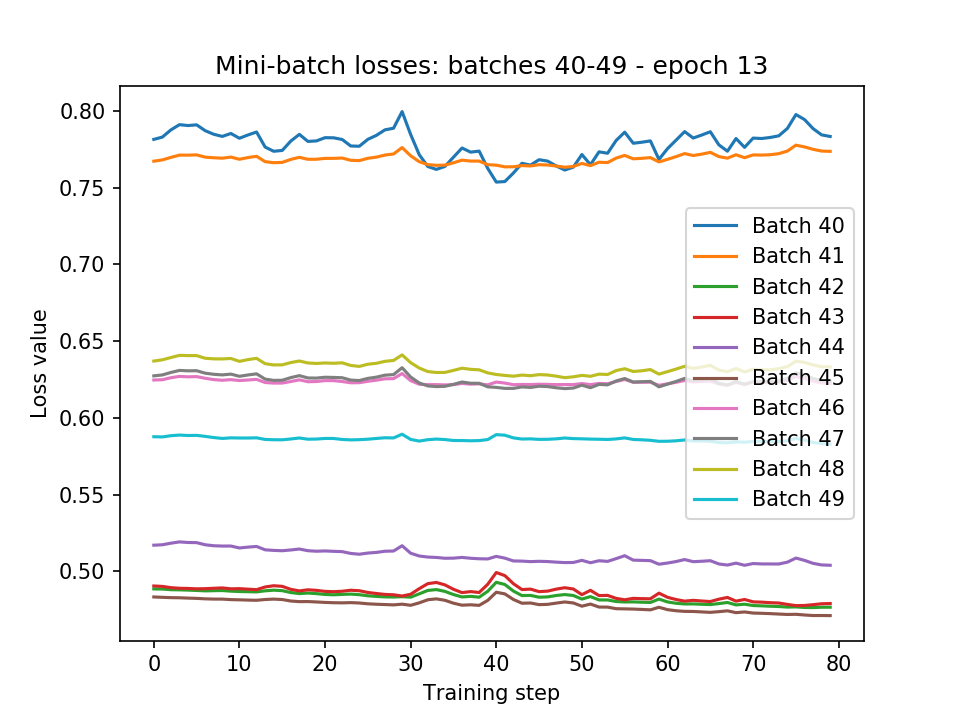 Mini-batch losses: batches 40-49 - epoch 13
0.80
0.75
0.70
0.65
0.60
0.55
0.50
Loss value
Batch 40
Batch 41
Batch 42
Batch 43
Batch 44
Batch 45
Batch 46
Batch 47
Batch 48
Batch 49
0 10 20 30 40 50 60 70 80
Training step